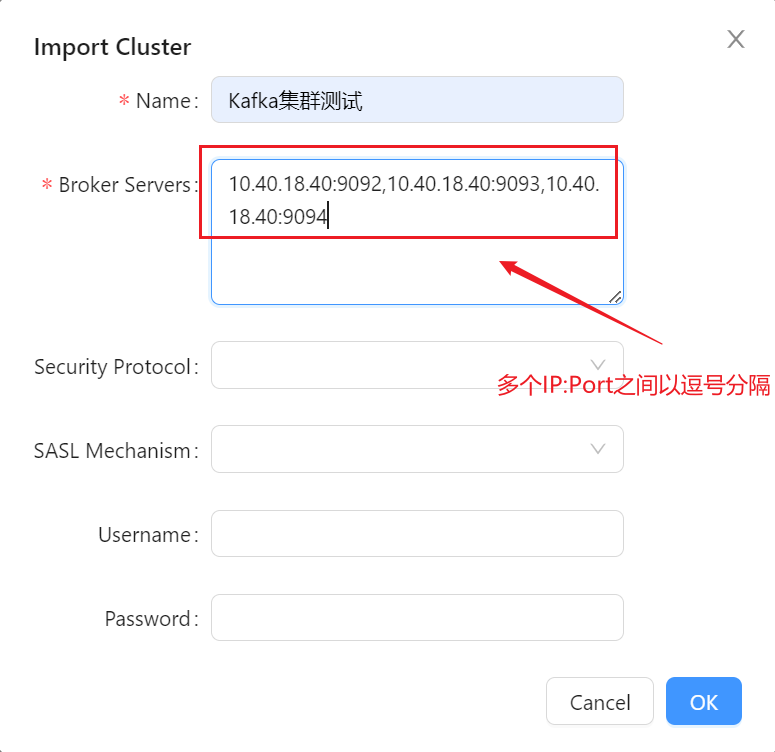 Import Cluster
* Name :
Kafka集群测试
* Broker Servers :
10.40.18.40:9092,10.40.18.40:9093,10.40.
18.40:9094
Security Protocol :
多个IP:Port之间以逗号分隔
SASL Mechanism :
Username :
Password :
Cancel
OK